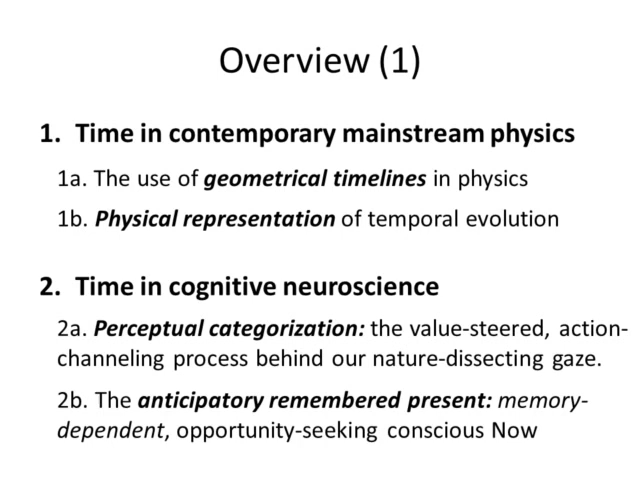 Overview (1)
1. Time in contemporary mainstream physics
1a. The use of geometrical timelines in physics
1b. Physical representation of temporal evolution
2. Time in cognitive neuroscience
2a. Perceptual categorization: the value-steered, action-
channeling process behind our nature-dissecting gaze.
2b. The anticipatory remembered present: memory-
dependent, opportunity-seeking conscious Now